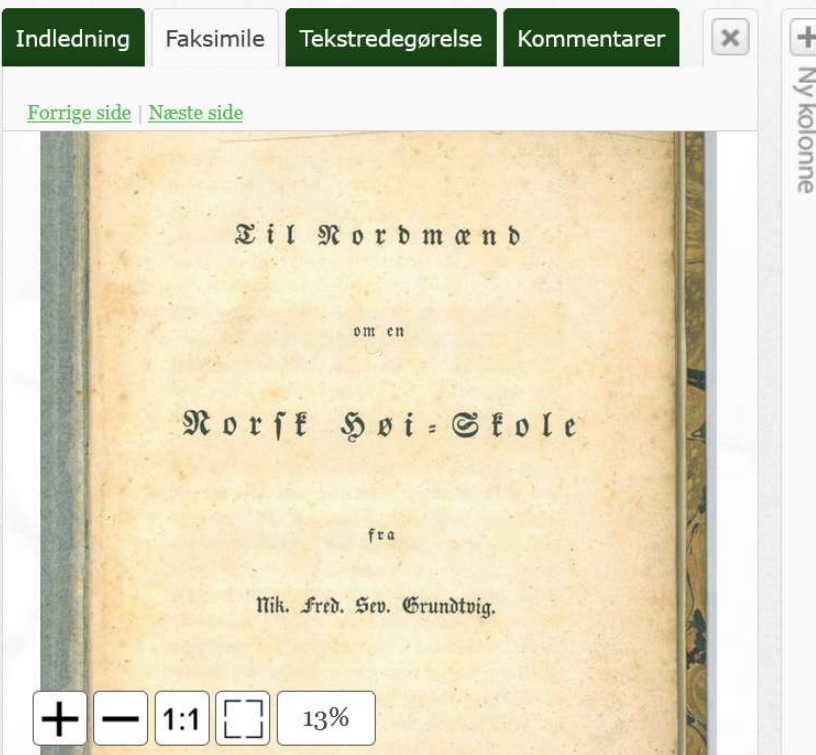 Indledning
Faksimile
Tekstredegørelse
Kommentarer
Ny kolonne
Forrige side | Næste side
Til Nordmænd
om en
Norsk Høi-Skole
fra
Nik. Fred. Sev. Grundtvig.
1:1
13%